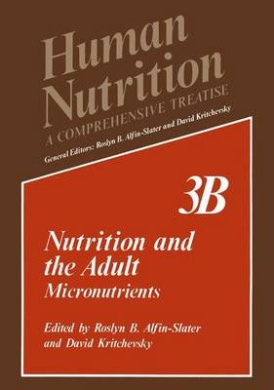 Human
Nutrition
A COMPREHENSIVE TREATISE
General Editors: Roslyn B. Alfin-Slater and David Kritchevsky
3B
Nutrition and
the Adult
Micronutrients
Edited by Roslyn B. Alfin-Slater
and David Kritchevsky